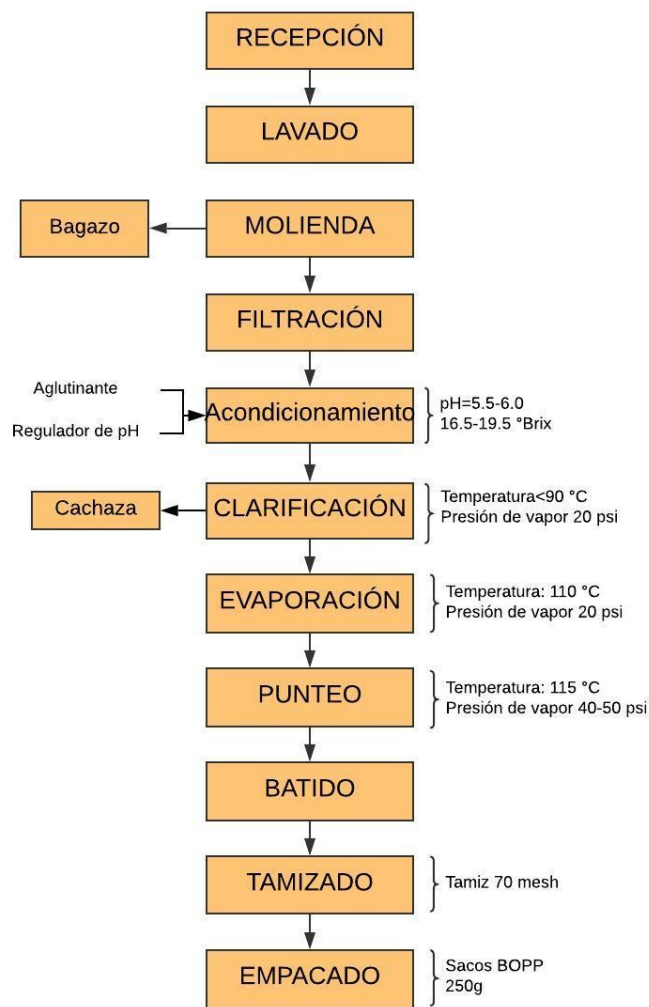 RECEPCIÓN
LAVADO
Bagazo
MOLIENDA
FILTRACIÓN
Aglutinante
Regulador de pH
Acondicionamiento
pH=5.5-6.0
16.5-19.5 °Brix
Cachaza
CLARIFICACIÓN
Temperatura<90 °C
Presión de vapor 20 psi
EVAPORACIÓN
Temperatura: 110 °C
Presión de vapor 20 psi
PUNTEO
Temperatura: 115 °C
Presión de vapor 40-50 psi
BATIDO
TAMIZADO
Tamiz 70 mesh
EMPACADO
Sacos BOPP
250g